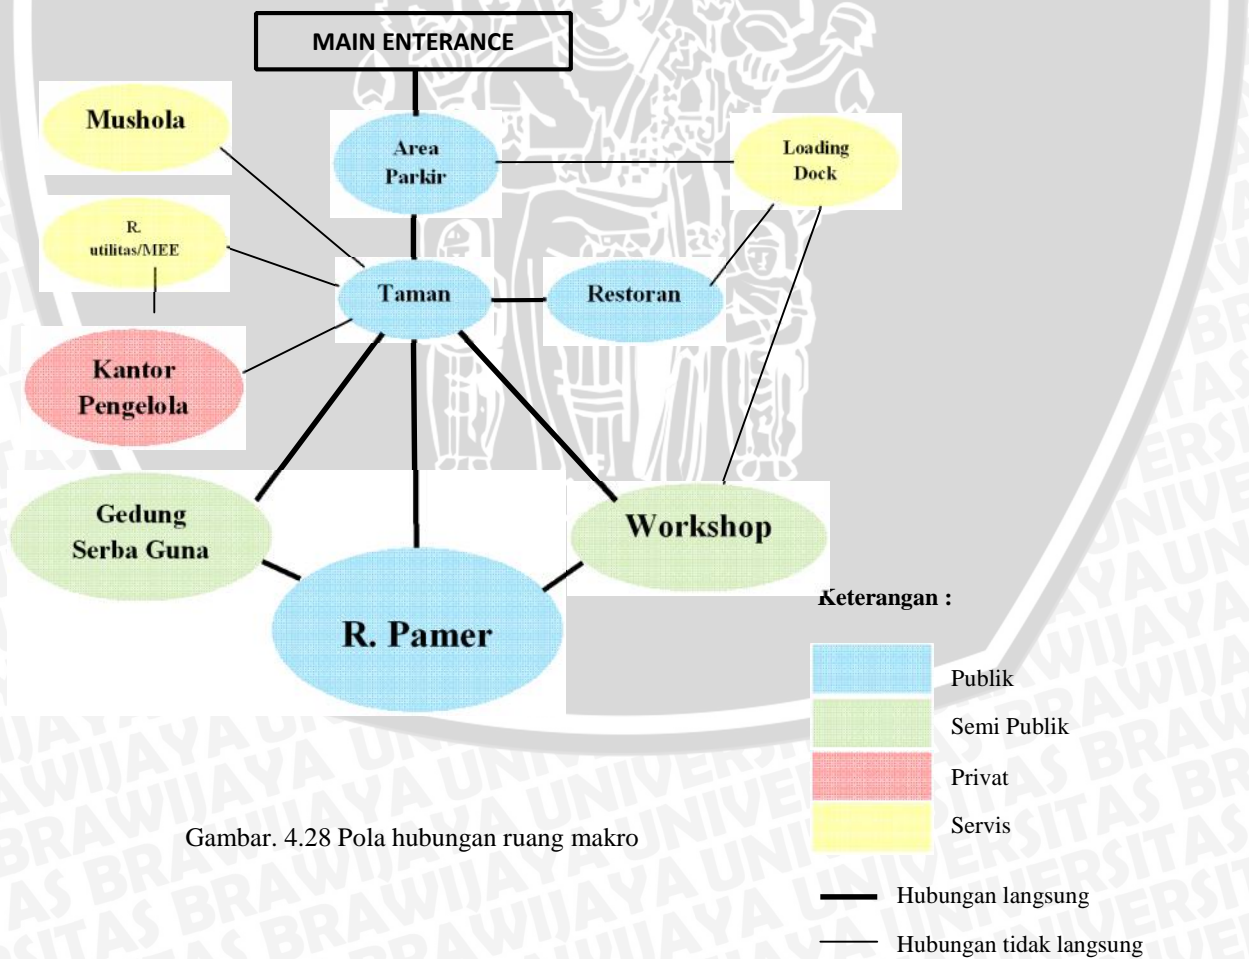 MAIN ENTERANCE
Mushola
Area
Parkir
Loading
Dock
R.
utilitas/MEE
Taman
Restoran
Kantor
Pengelola
Gedung
Serba Guna
Workshop
R. Pamer
Keterangan :
Publik
Semi Publik
Privat
Servis
Gambar. 4.28 Pola hubungan ruang makro
Hubungan langsung
Hubungan tidak langsung